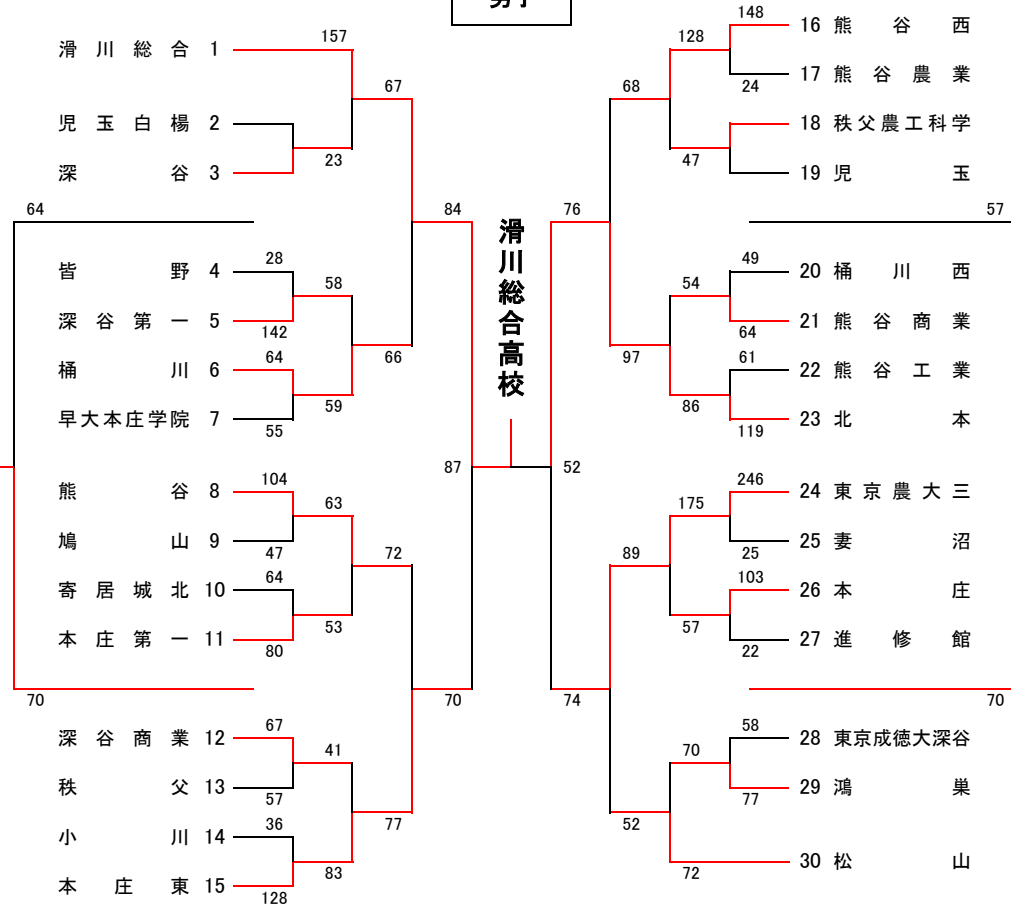 男子
157
滑川総合 1
67
児玉白楊 2
23
深谷 3
64
84
皆野 4
28
58
深谷第一 5
142
66
桶川 6
64
59
早大本庄学院 7
55
87
熊谷 8
104
63
鳩山 9
47
72
寄居城北 10
64
53
本庄第一 11
80
70
70
深谷商業 12
67
41
秩父 13
57
77
小川 14
36
83
本庄東 15
128
滑川総合高校
148
16 熊谷西
128
17 熊谷農業
24
68
18 秩父農工科学
47
19 児玉
76
57
49
20 桶川西
54
21 熊谷商業
64
97
61
22 熊谷工業
86
23 北本
119
52
246
24 東京農大三
175
25 妻沼
25
89
103
26 本庄
57
27 進修館
22
74
70
58
28 東京成徳大深谷
70
29 鴻巣
77
52
30 松山
72